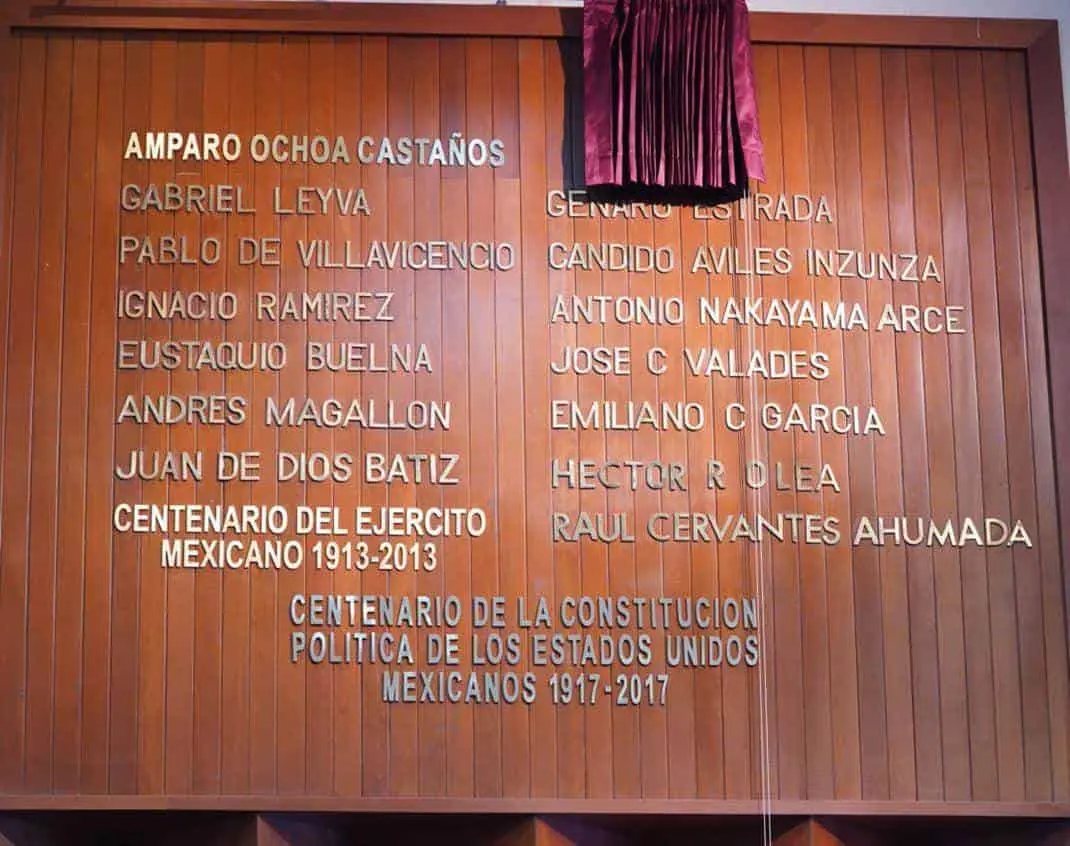 AMPARO OCHOA CASTAÑOS
GABRIEL LEYVA
PABLO DE VILLAVICENCIO
IGNACIO RAMIREZ
EUSTAQUIO BUELNA
ANDRES MAGALLON
JUAN DE DIOS BATIZ
CENTENARIO DEL EJERCITO
MEXICANO 1913-2013
GENARO ESTRADA
CANDIDO AVILES INZUNZA
ANTONIO NAKAYAMA ARCE
JOSE C VALADES
EMILIANO C GARCIA
HECTOR R OLEA
RAUL CERVANTES AHUMADA
CENTENARIO DE LA CONSTITUCION
POLITICA DE LOS ESTADOS UNIDOS
MEXICANOS 1917-2017